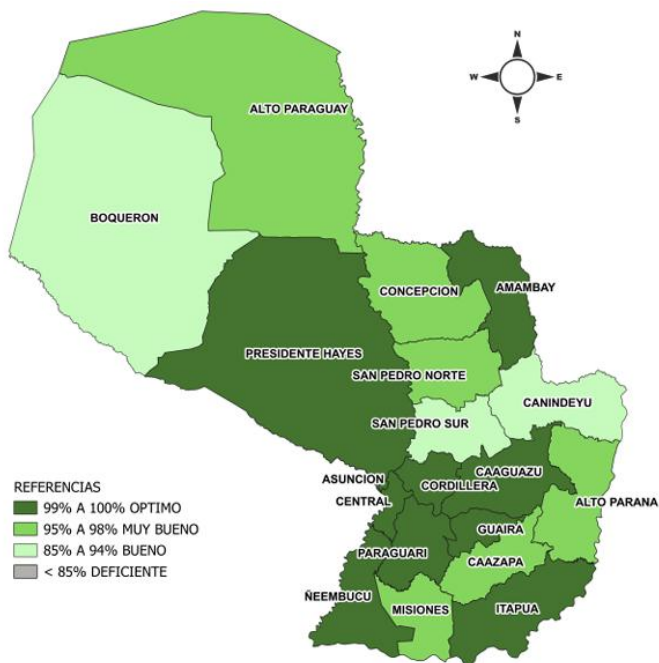 N
W E
S
ALTO PARAGUAY
BOQUERON
CONCEPCION
AMAMBAY
PRESIDENTE HAYES
SAN PEDRO NORTE
CANINDEYU
SAN PEDRO SUR
CAAGUAZU
ASUNCION
CORDILLERA
CENTRAL
ALTO PARANA
GUAIRA
PARAGUARI
CAAZAPA
ÑEEMBUCU
MISIONES
ITAPUA
REFERENCIAS
99% A 100% OPTIMO
95% A 98% MUY BUENO
85% A 94% BUENO
< 85% DEFICIENTE